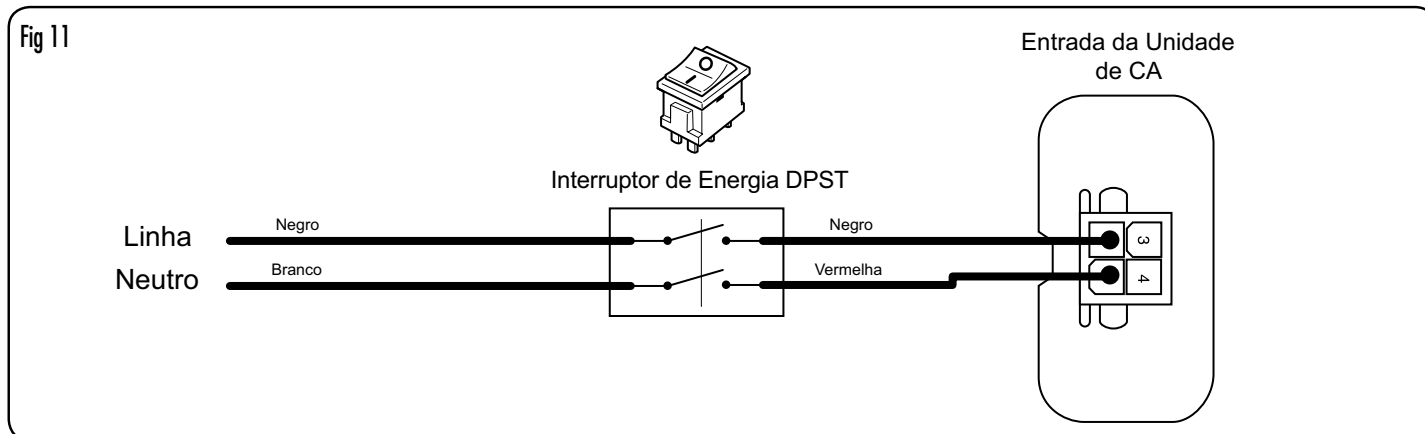 Fig 11
Entrada da Unidade
de CA
Interruptor de Energia DPST
Linha
Negro
Negro
3
Neutro
Branco
Vermelha
4